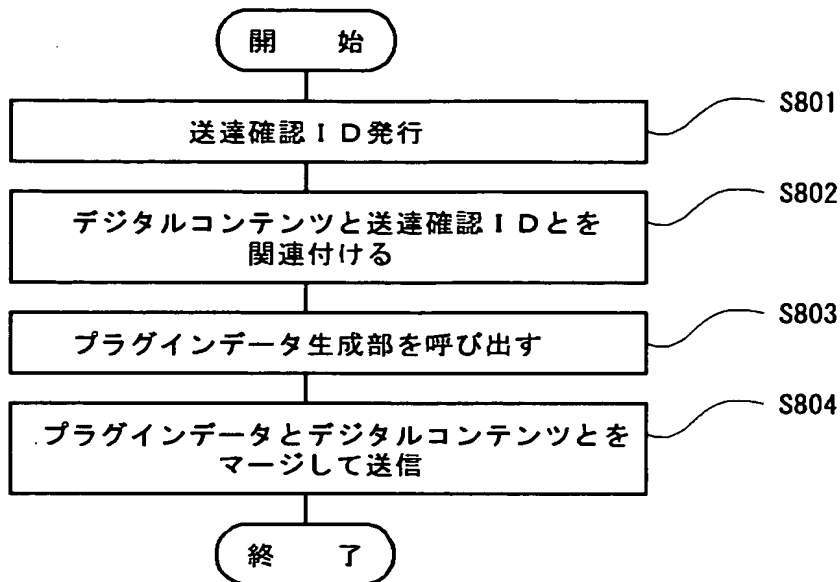 開　始
送達確認ＩＤ発行
S801
デジタルコンテンツと送達確認ＩＤとを
関連付ける
S802
プラグインデータ生成部を呼び出す
S803
プラグインデータとデジタルコンテンツとを
マージして送信
S804
終　了